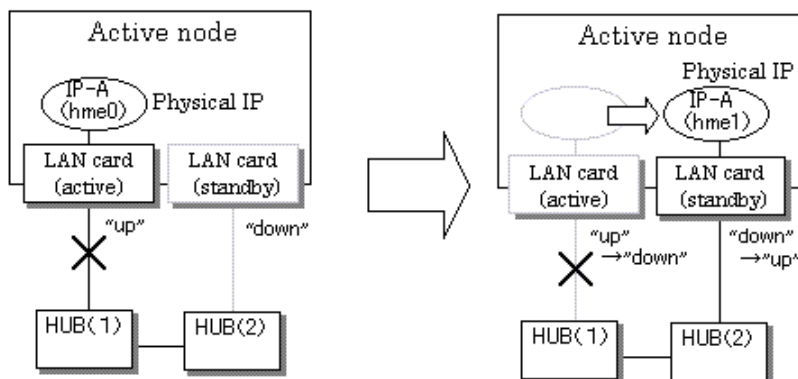 Active node
IP-A
(hme0)
Physical IP
LAN card
(active)
LAN card
(standby)
“up”
“down”
HUB(1)
HUB(2)
Active node
Physical IP
IP-A
(hme1)
LAN card
(active)
LAN card
(standby)
“up”
→“down”
“down”
→“up”
HUB(1)
HUB(2)